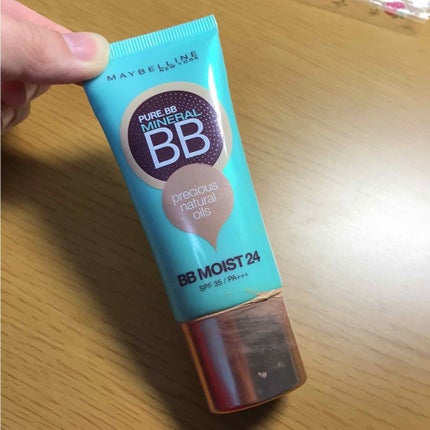 MAYBELLINE
NEW YORK
PURE.BB
MINERAL
BB
precious
natural
oils
BB MOIST 24
SPF 35 / PA+++